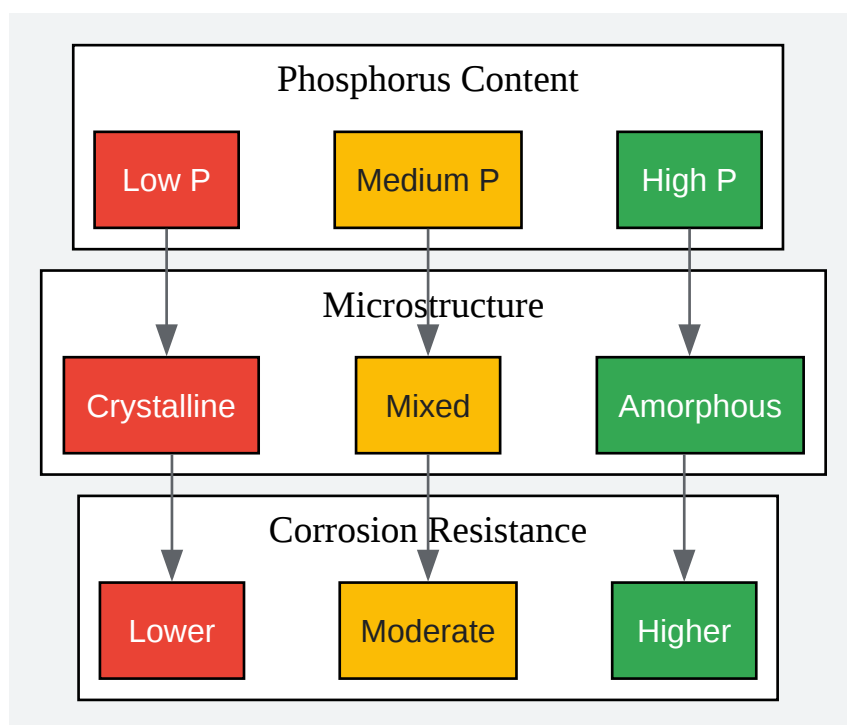 Phosphorus Content
Low P
Medium P
High P
Microstructure
Crystalline
Mixed
Amorphous
Corrosion Resistance
Lower
Moderate
Higher